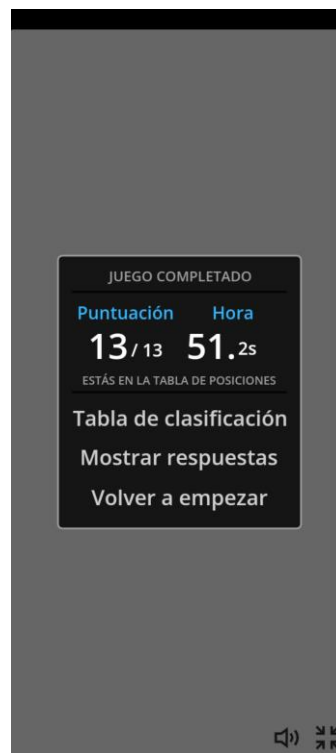 JUEGO COMPLETADO
Puntuación Hora
13/ 13 51.2s
ESTÁS EN LA TABLA DE POSICIONES
Tabla de clasificación
Mostrar respuestas
Volver a empezar